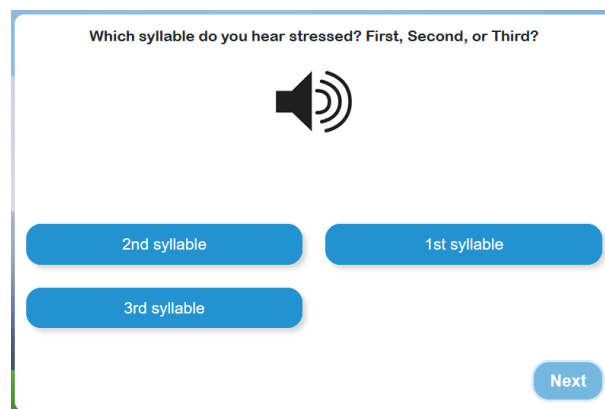 Which syllable do you hear stressed? First, Second, or Third?
2nd syllable
1st syllable
3rd syllable
Next